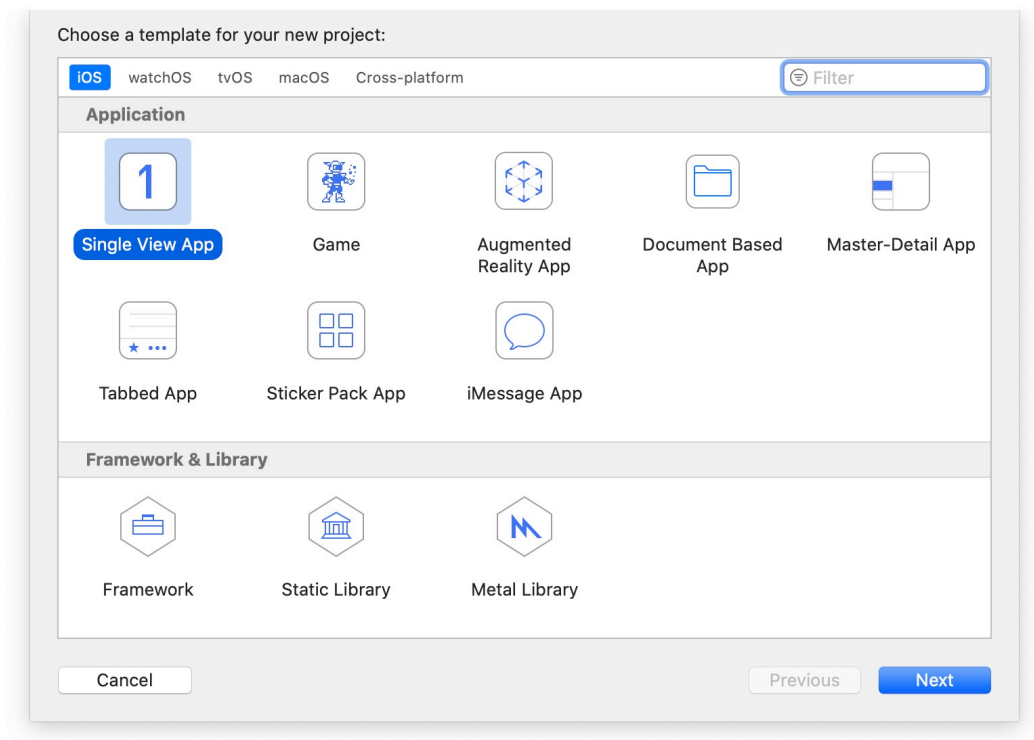 Choose a template for your new project:
iOS watchOS tvOS macOS Cross-platform Filter
Application
1
Single View App Game Augmented Reality App Document Based App Master-Detail App
Tabbed App Sticker Pack App iMessage App
Framework & Library
Framework Static Library Metal Library
Cancel Previous Next